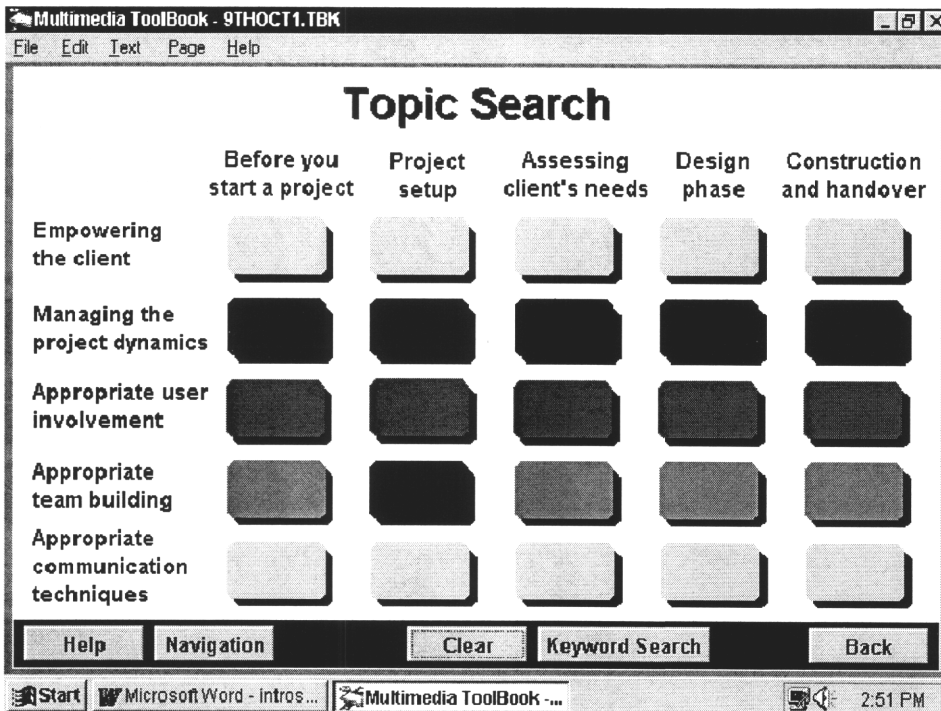 Multimedia ToolBook - 9THOCT1.TBK
File Edit Text Page Help
Topic Search
Before you
start a project
Project
setup
Assessing
client's needs
Design
phase
Construction
and handover
Empowering
the client
Managing the
project dynamics
Appropriate user
involvement
Appropriate
team building
Appropriate
communication
techniques
Help Navigation Clear Keyword Search Back
Start Microsoft Word - intros... Multimedia ToolBook -... 2:51 PM